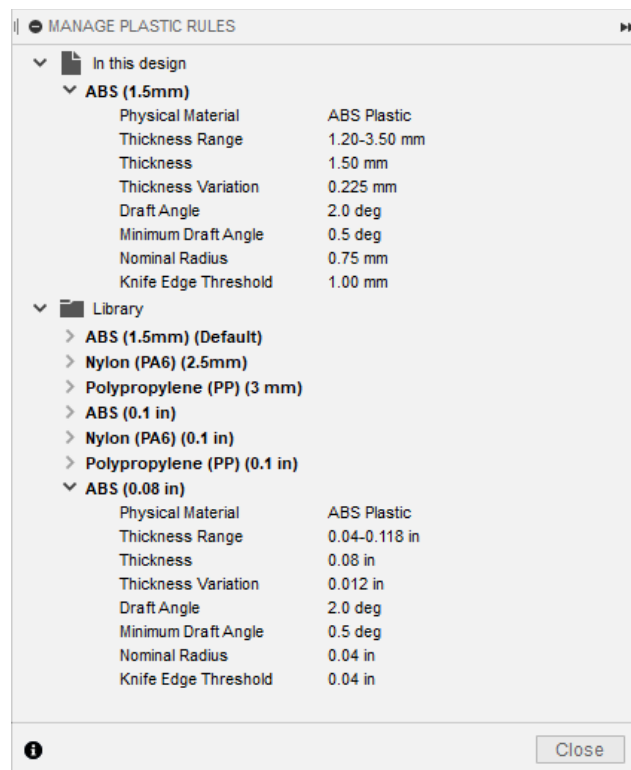 MANAGE PLASTIC RULES
In this design
ABS (1.5mm)
Physical Material ABS Plastic
Thickness Range 1.20-3.50 mm
Thickness 1.50 mm
Thickness Variation 0.225 mm
Draft Angle 2.0 deg
Minimum Draft Angle 0.5 deg
Nominal Radius 0.75 mm
Knife Edge Threshold 1.00 mm
Library
ABS (1.5mm) (Default)
Nylon (PA6) (2.5mm)
Polypropylene (PP) (3 mm)
ABS (0.1 in)
Nylon (PA6) (0.1 in)
Polypropylene (PP) (0.1 in)
ABS (0.08 in)
Physical Material ABS Plastic
Thickness Range 0.04-0.118 in
Thickness 0.08 in
Thickness Variation 0.012 in
Draft Angle 2.0 deg
Minimum Draft Angle 0.5 deg
Nominal Radius 0.04 in
Knife Edge Threshold 0.04 in
Close